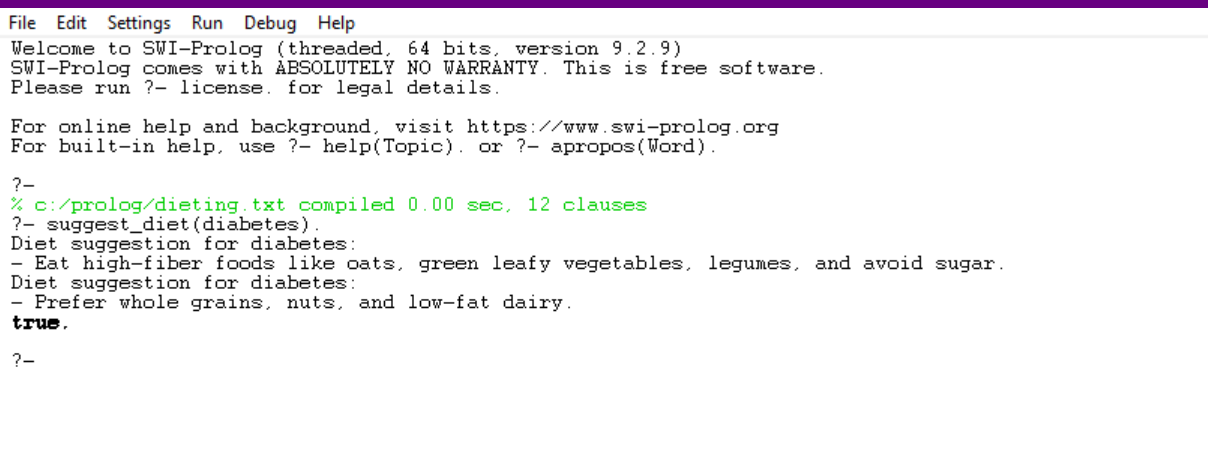 File Edit Settings Run Debug Help
Welcome to SWI-Prolog (threaded, 64 bits, version 9.2.9)
SWI-Prolog comes with ABSOLUTELY NO WARRANTY. This is free software.
Please run ?- license. for legal details.
For online help and background, visit https://www.swi-prolog.org
For built-in help, use ?- help(Topic). or ?- apropos(Word).
?-
% c:/prolog/dieting.txt compiled 0.00 sec, 12 clauses
?- suggest_diet(diabetes).
Diet suggestion for diabetes:
- Eat high-fiber foods like oats, green leafy vegetables, legumes, and avoid sugar.
Diet suggestion for diabetes:
- Prefer whole grains, nuts, and low-fat dairy.
true.
?-